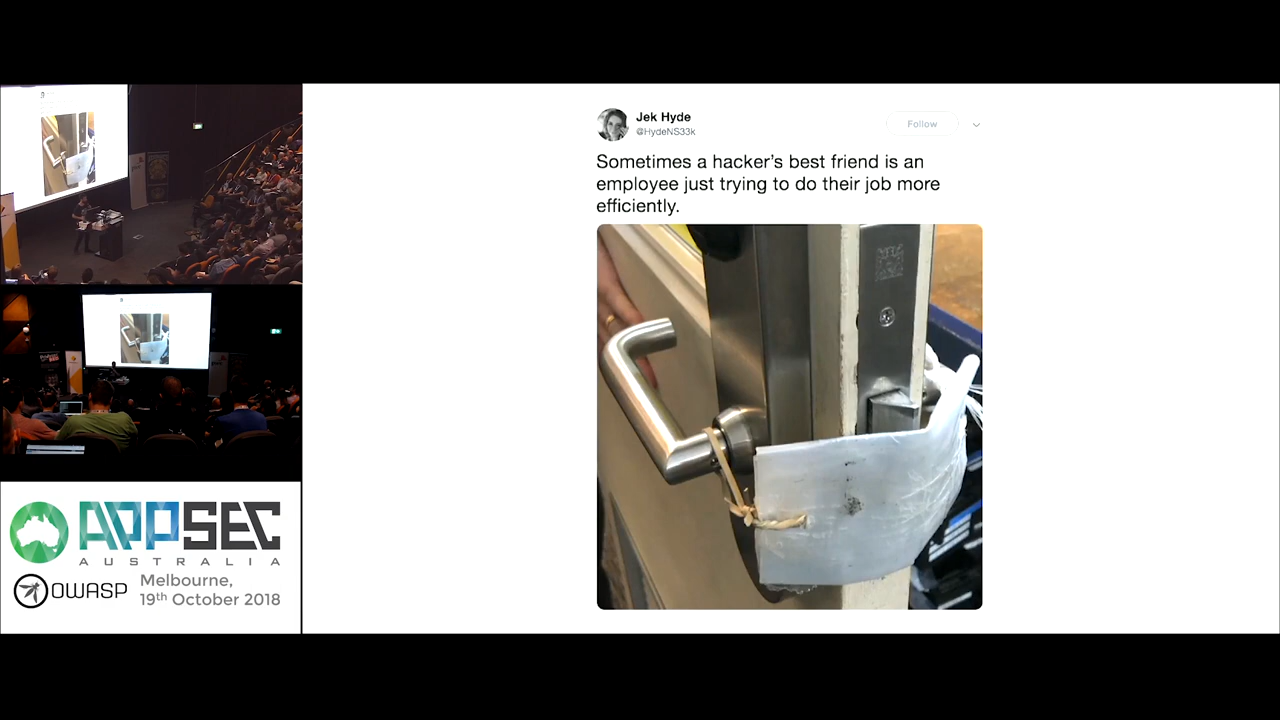 Jek Hyde
@HydeNS33k
Follow
Sometimes a hacker's best friend is an
employee just trying to do their job more
efficiently.
APPSEC
AUSTRALIA
OWASP
Melbourne,
19th October 2018